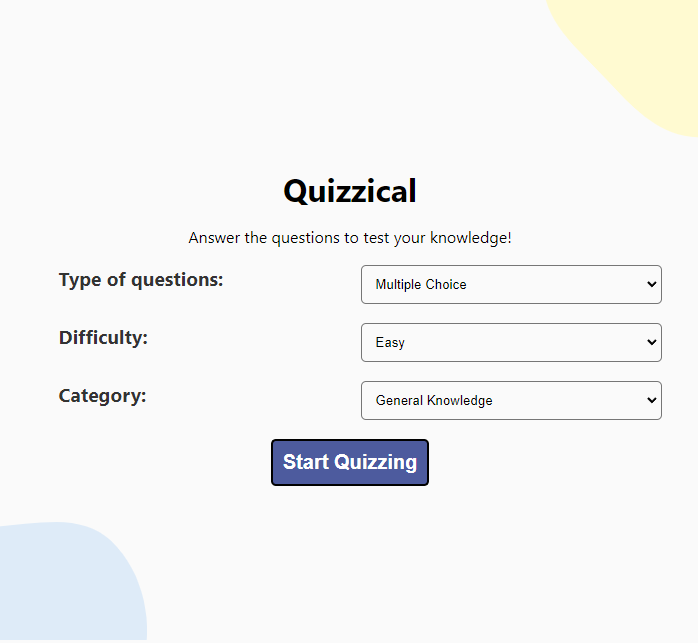 Quizzical
Answer the questions to test your knowledge!
Type of questions: Multiple Choice
Difficulty: Easy
Category: General Knowledge
Start Quizzing